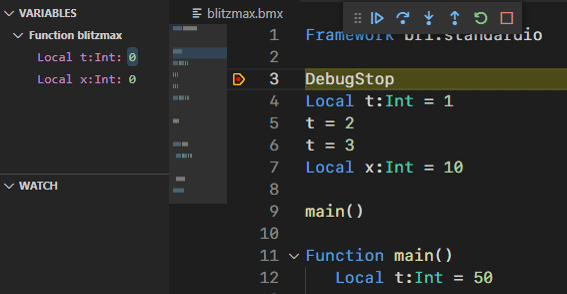 VARIABLES
Function blitzmax
Local t:Int: 0
Local x:Int: 0
WATCH
blitzmax.bmx
1 Framework brl.standardio
2
3 DebugStop
4 Local t:Int = 1
5 t = 2
6 t = 3
7 Local x:Int = 10
8
9 main()
10
11 Function main()
12 Local t:Int = 50